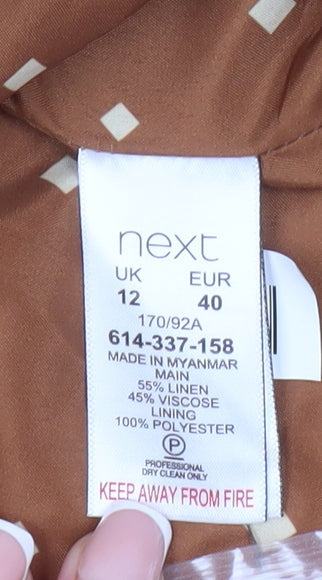 next
UK EUR
12 40
170/92A
614-337-158
MADE IN MYANMAR
MAIN
55% LINEN
45% VISCOSE
LINING
100% POLYESTER
P
PROFESSIONAL
DRY CLEAN ONLY
KEEP AWAY FROM FIRE